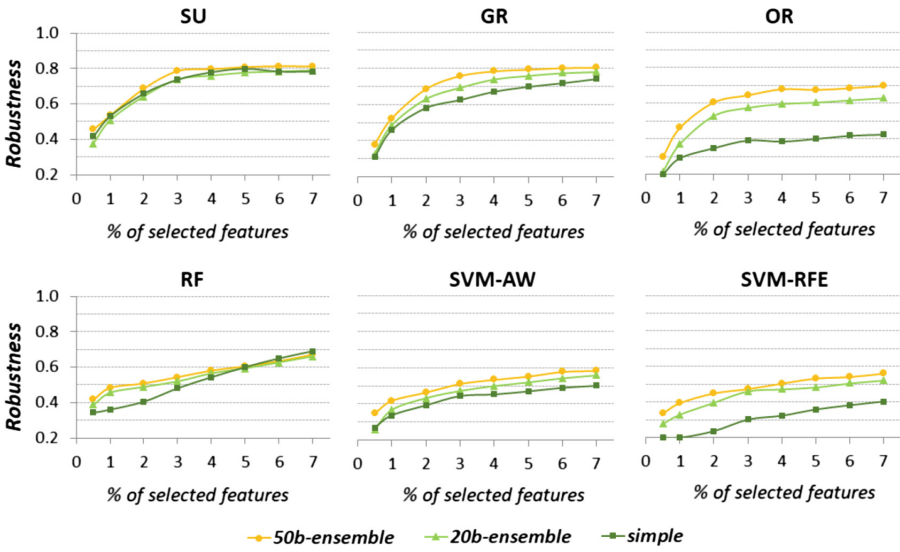 SU GR OR
Robustness
1.0
0.8
0.6
0.4
0.2
0 1 2 3 4 5 6 7 0 1 2 3 4 5 6 7 0 1 2 3 4 5 6 7
% of selected features % of selected features % of selected features
RF SVM-AW SVM-RFE
Robustness
1.0
0.8
0.6
0.4
0.2
0 1 2 3 4 5 6 7 0 1 2 3 4 5 6 7 0 1 2 3 4 5 6 7
% of selected features % of selected features % of selected features
50b-ensemble 20b-ensemble simple